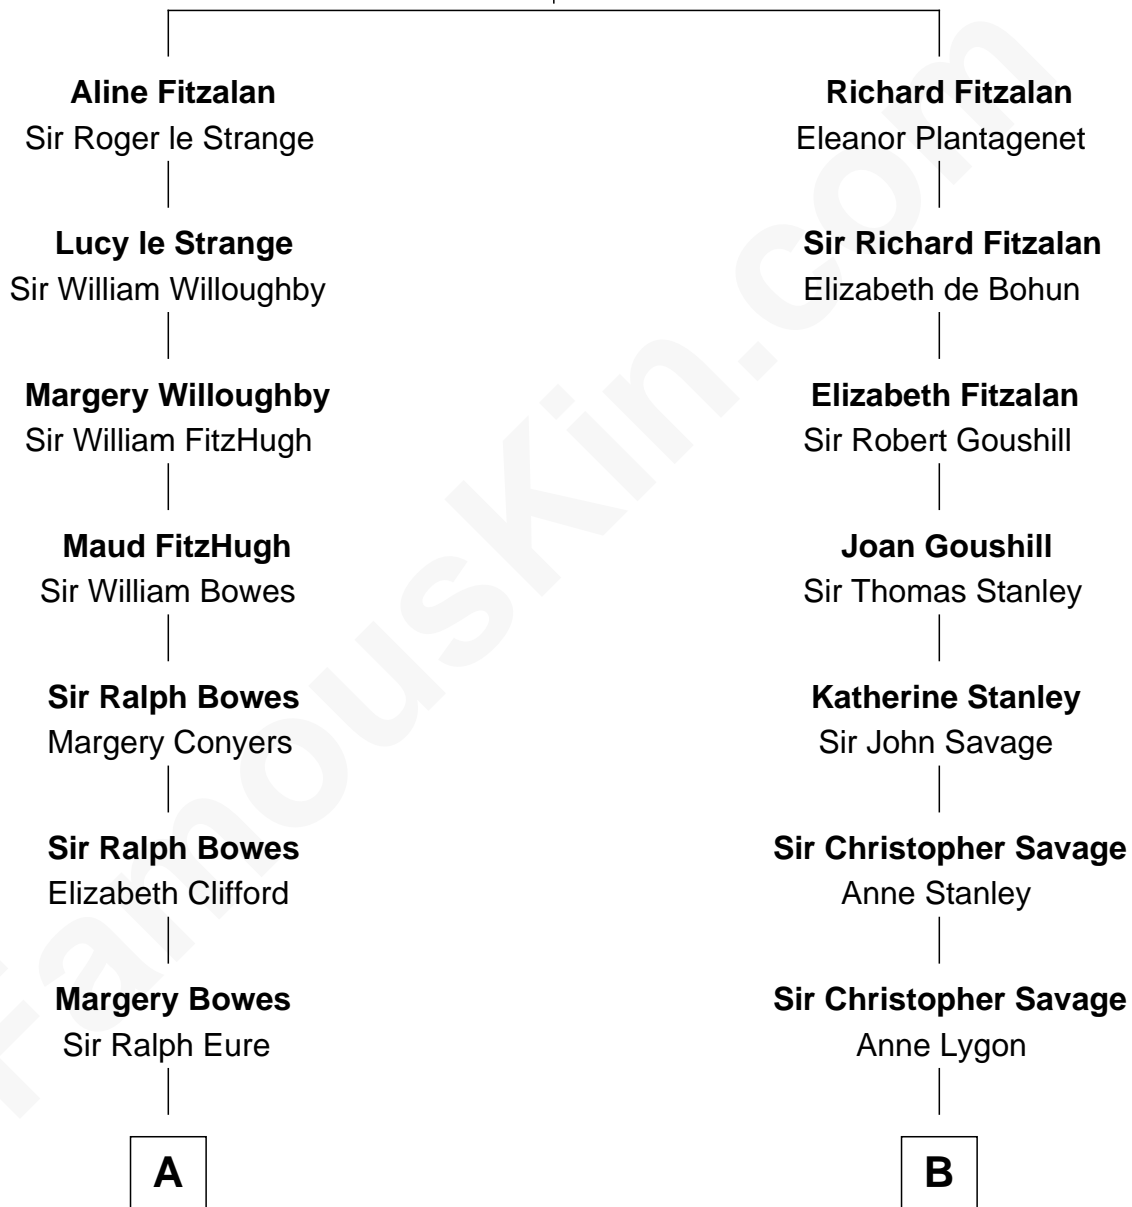 Aline Fitzalan
Sir Roger le Strange
Richard Fitzalan
Eleanor Plantagenet
Lucy le Strange
Sir William Willoughby
Sir Richard Fitzalan
Elizabeth de Bohun
Margery Willoughby
Sir William FitzHugh
Elizabeth Fitzalan
Sir Robert Goushill
Maud FitzHugh
Sir William Bowes
Joan Goushill
Sir Thomas Stanley
Sir Ralph Bowes
Margery Conyers
Katherine Stanley
Sir John Savage
Sir Ralph Bowes
Elizabeth Clifford
Sir Christopher Savage
Anne Stanley
Margery Bowes
Sir Ralph Eure
Sir Christopher Savage
Anne Lygon
A
B
FamousKin.com